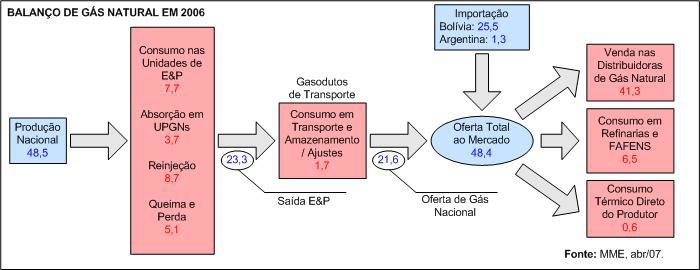 BALANÇO DE GÁS NATURAL EM 2006
Produção
Nacional
48,5
Consumo nas
Unidades de
E&P
7,7
Absorção em
UPGNs
3,7
Reinjeção
8,7
Queima e
Perda
5,1
23,3
Saída E&P
Gasodutos
de Transporte
Consumo em
Transporte e
Amazenamento
/ Ajustes
1,7
21,6
Oferta de Gás
Nacional
Importação
Bolívia: 25,5
Argentina: 1,3
Oferta Total
ao Mercado
48,4
Venda nas
Distribuidoras
de Gás Natural
41,3
Consumo em
Refinarias e
FAFENS
6,5
Consumo
Térmico Direto
do Produtor
0,6
Fonte: MME, abr/07.